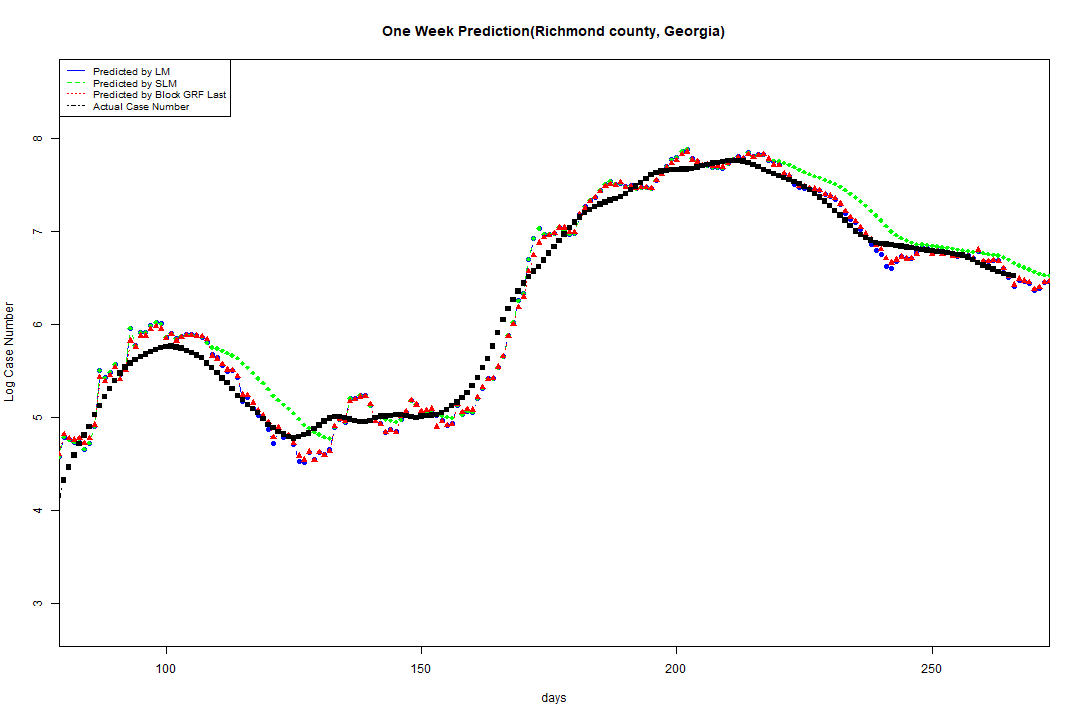 One Week Prediction(Richmond county, Georgia)
Predicted by LM
Predicted by SLM
Predicted by Block GRF Last
Actual Case Number
8
7
6
5
4
3
Log Case Number
100 150 200 250
days